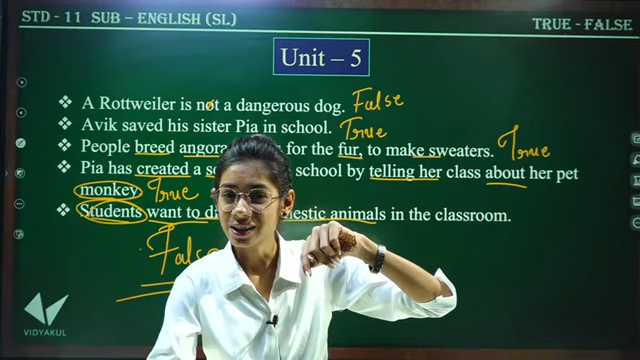 STD - 11 SUB – ENGLISH (SL)
TRUE - FALSE
Unit – 5
❖ A Rottweiler is not a dangerous dog. False
❖ Avik saved his sister Pia in school. True
❖ People breed angora for the fur, to make sweaters. True
❖ Pia has created a school by telling her class about her pet
monkey True
❖ Students want to animals in the classroom.
False
VIDYAKUL